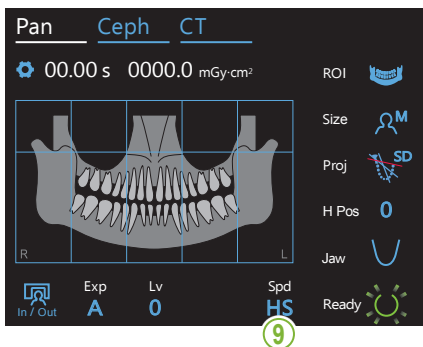 Pan Ceph CT
00.00 s 0000.0 mGy·cm²
ROI
Size M
Proj SD
H Pos 0
R L
Jaw
Exp Lv Spd
In / Out A 0 HS
Ready
9